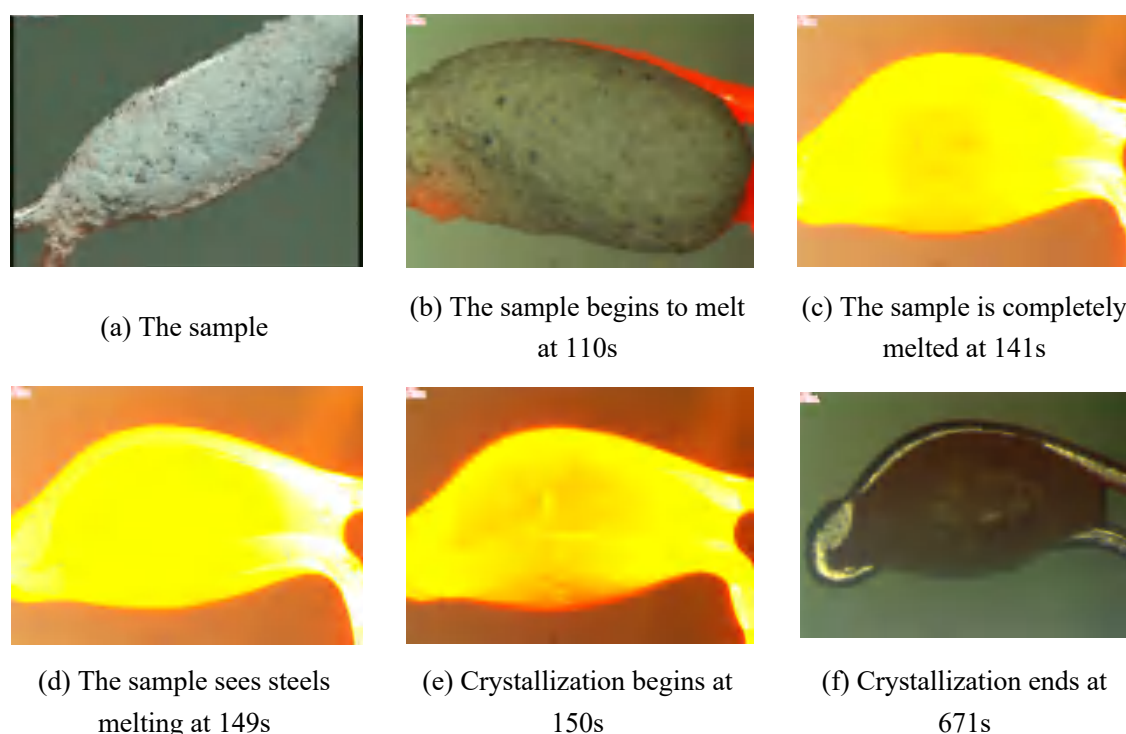 (a) The sample
(b) The sample begins to melt
at 110s
(c) The sample is completely
melted at 141s
(d) The sample sees steels
melting at 149s
(e) Crystallization begins at
150s
(f) Crystallization ends at
671s